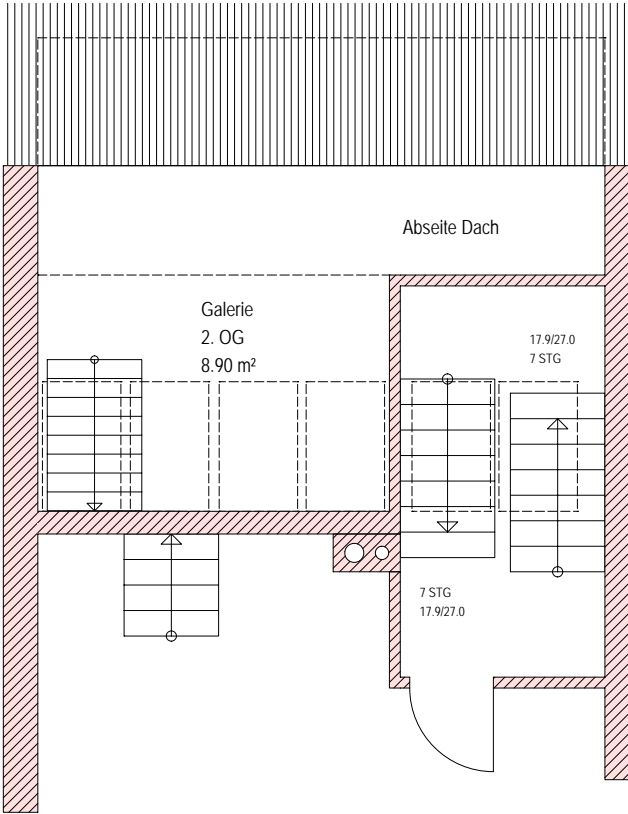 Abseite Dach
Galerie
2. OG
8.90 m²
17.9/27.0
7 STG
7 STG
17.9/27.0